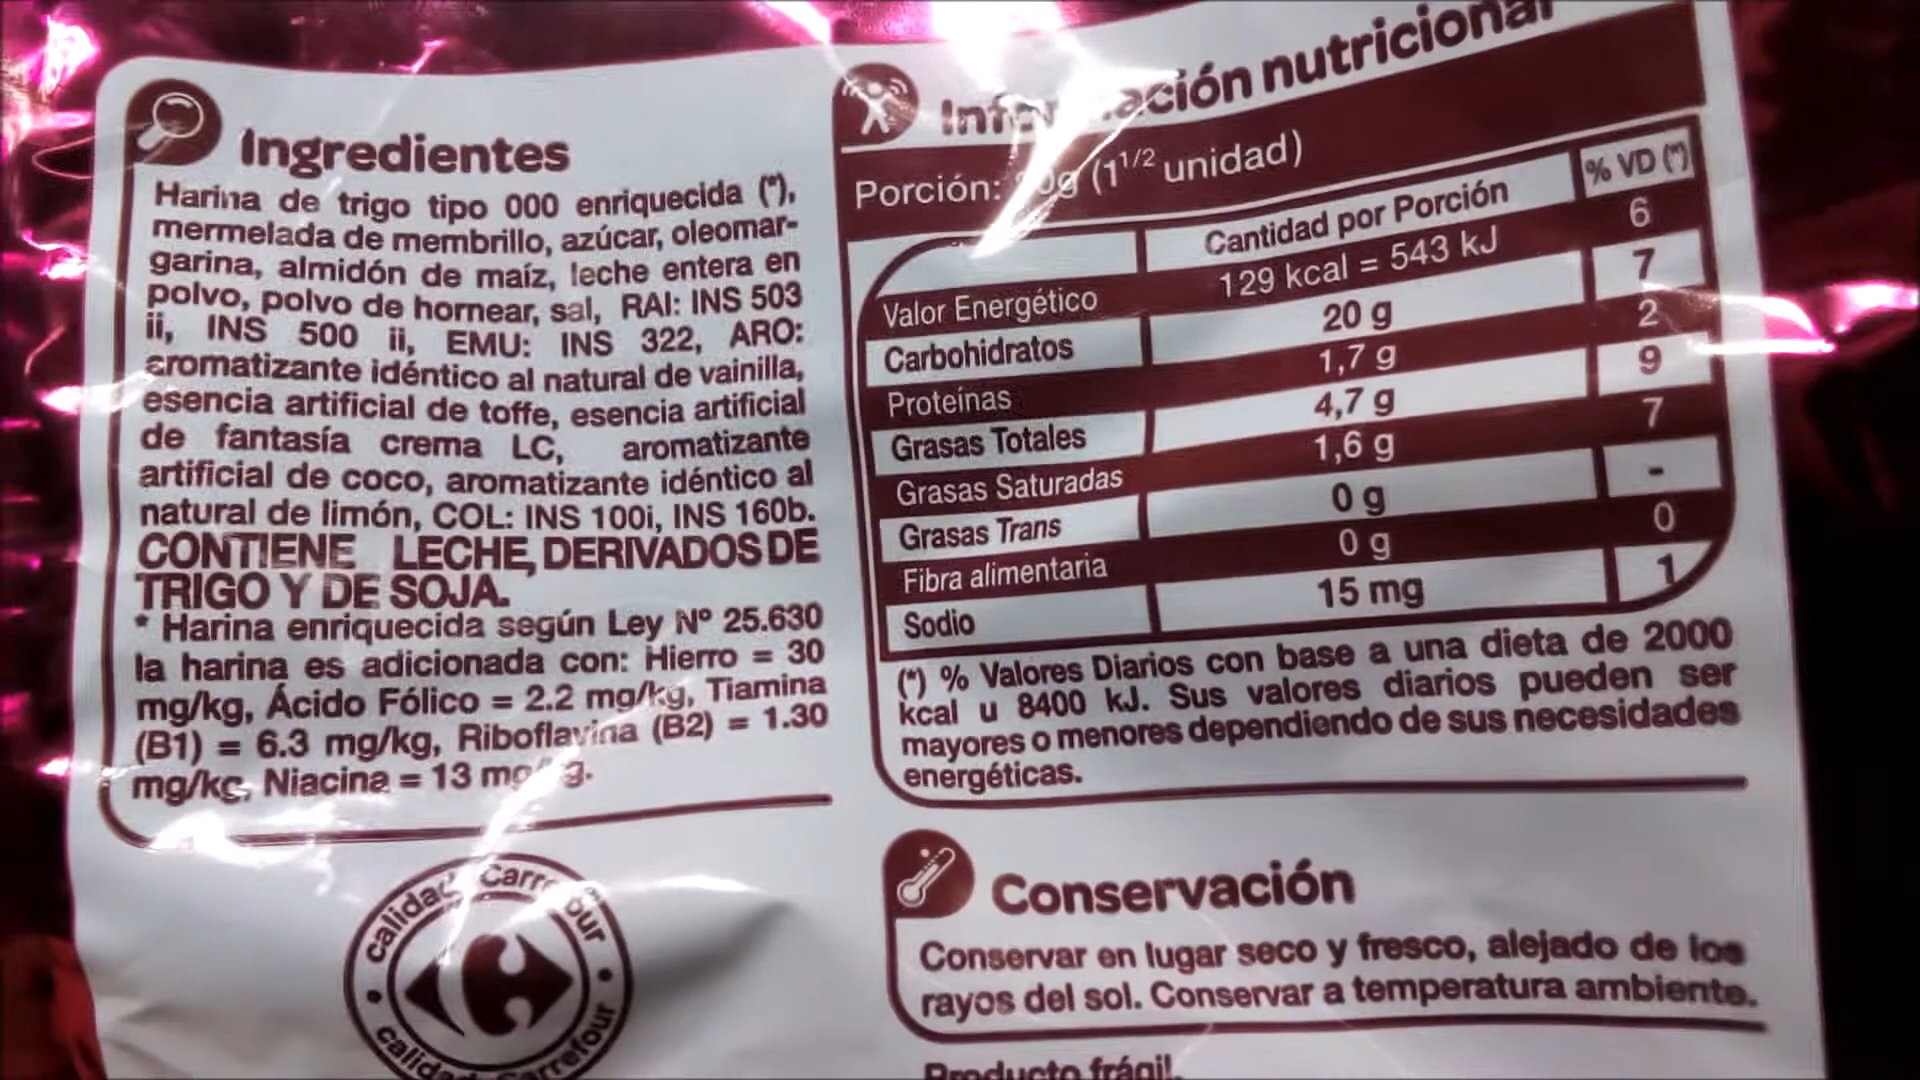 Ingredientes
Harina de trigo tipo 000 enriquecida (*),
mermelada de membrillo, azúcar, oleomar-
garina, almidón de maíz, leche entera en
polvo, polvo de hornear, sal, RAI: INS 503
ii, INS 500 ii, EMU: INS 322, ARO:
aromatizante idéntico al natural de vainilla,
esencia artificial de toffe, esencia artificial
de fantasía crema LC, aromatizante
artificial de coco, aromatizante idéntico al
natural de limón, COL: INS 100i, INS 160b.
CONTIENE LECHE, DERIVADOS DE
TRIGO Y DE SOJA.
* Harina enriquecida según Ley Nº 25.630
la harina es adicionada con: Hierro = 30
mg/kg, Ácido Fólico = 2.2 mg/kg, Tiamina
(B1) = 6.3 mg/kg, Riboflavina (B2) = 1.30
mg/kg, Niacina = 13 mg/kg.
calidad Carrefour
calidad Carrefour
Información nutricional
Porción: (1 1/2 unidad)
Cantidad por Porción % VD (*)
Valor Energético 129 kcal = 543 kJ 6
Carbohidratos 20 g 7
Proteínas 1,7 g 2
Grasas Totales 4,7 g 9
Grasas Saturadas 1,6 g 7
Grasas Trans 0 g -
Fibra alimentaria 0 g 0
Sodio 15 mg 1
(*) % Valores Diarios con base a una dieta de 2000
kcal u 8400 kJ. Sus valores diarios pueden ser
mayores o menores dependiendo de sus necesidades
energéticas.
Conservación
Conservar en lugar seco y fresco, alejado de los
rayos del sol. Conservar a temperatura ambiente.
Producto frágil.